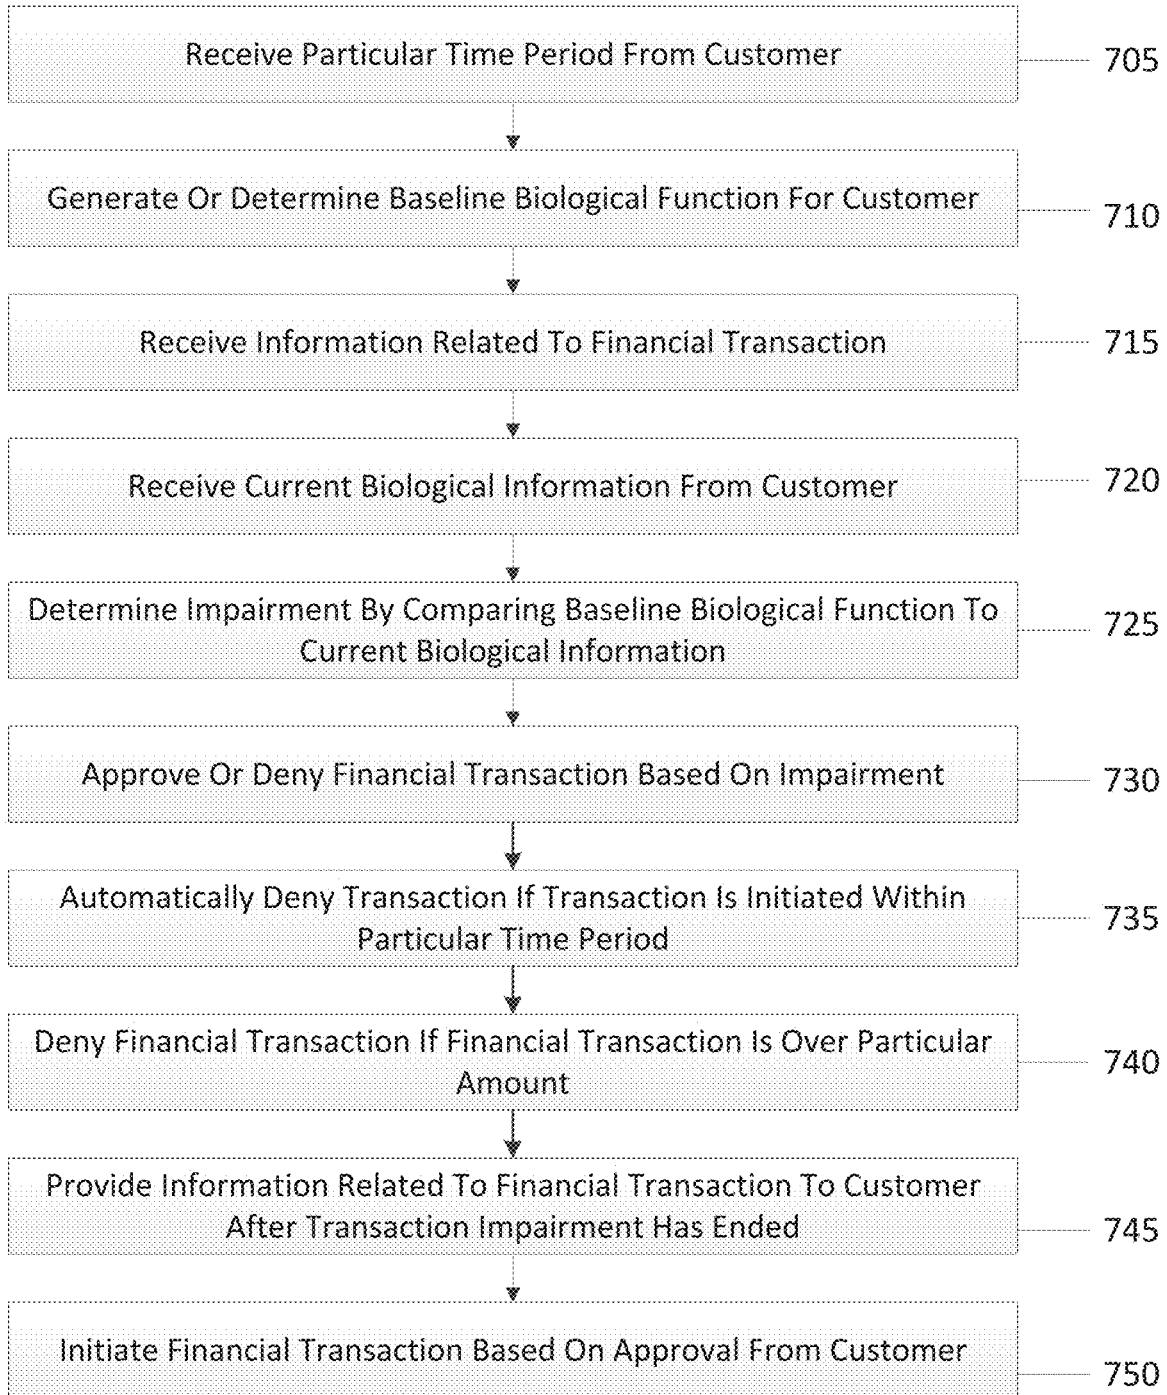 Receive Particular Time Period From Customer
705
Generate Or Determine Baseline Biological Function For Customer
710
Receive Information Related To Financial Transaction
715
Receive Current Biological Information From Customer
720
Determine Impairment By Comparing Baseline Biological Function To
Current Biological Information
725
Approve Or Deny Financial Transaction Based On Impairment
730
Automatically Deny Transaction If Transaction Is Initiated Within
Particular Time Period
735
Deny Financial Transaction If Financial Transaction Is Over Particular
Amount
740
Provide Information Related To Financial Transaction To Customer
After Transaction Impairment Has Ended
745
Initiate Financial Transaction Based On Approval From Customer
750